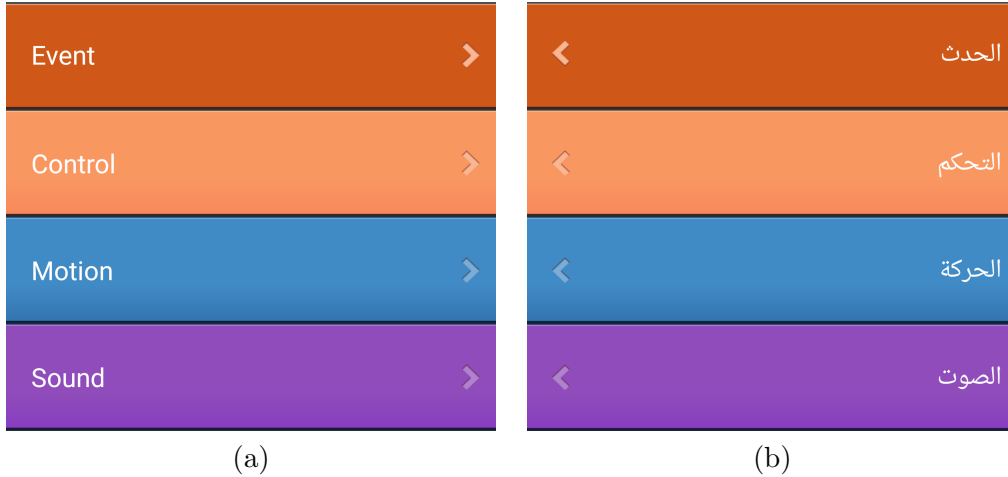 Event
Control
Motion
Sound
(a)
الحدث
التحكم
الحركة
الصوت
(b)